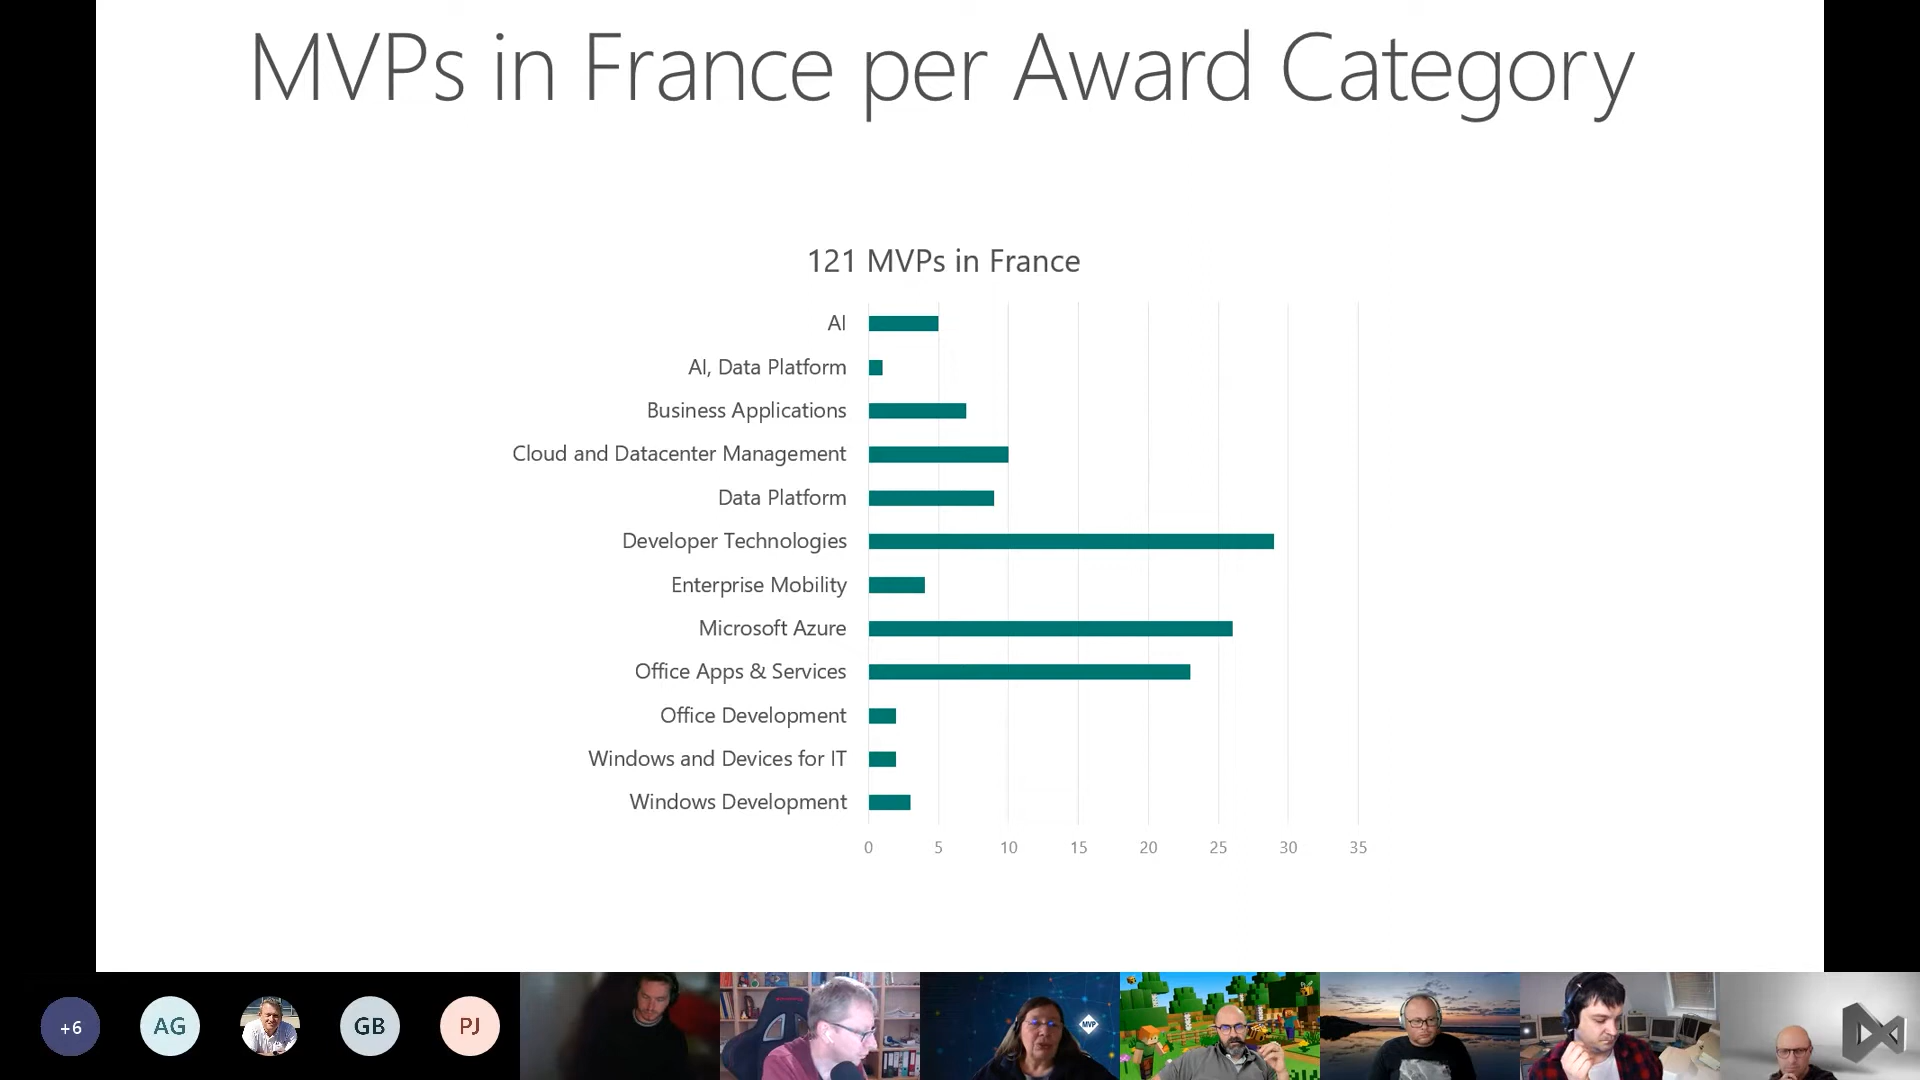 MVPs in France per Award Category
121 MVPs in France
AI
AI, Data Platform
Business Applications
Cloud and Datacenter Management
Data Platform
Developer Technologies
Enterprise Mobility
Microsoft Azure
Office Apps & Services
Office Development
Windows and Devices for IT
Windows Development
0 5 10 15 20 25 30 35
+6 AG GB PJ MVP